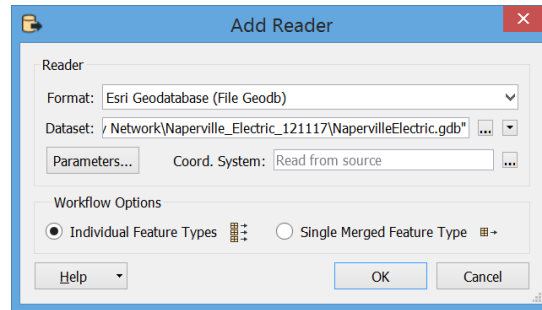 Add Reader
Reader
Format: Esri Geodatabase (File Geodb)
Dataset: Network\Naperville_Electric_121117\NapervilleElectric.gdb" ...
Parameters... Coord. System: Read from source ...
Workflow Options
Individual Feature Types Single Merged Feature Type
Help OK Cancel